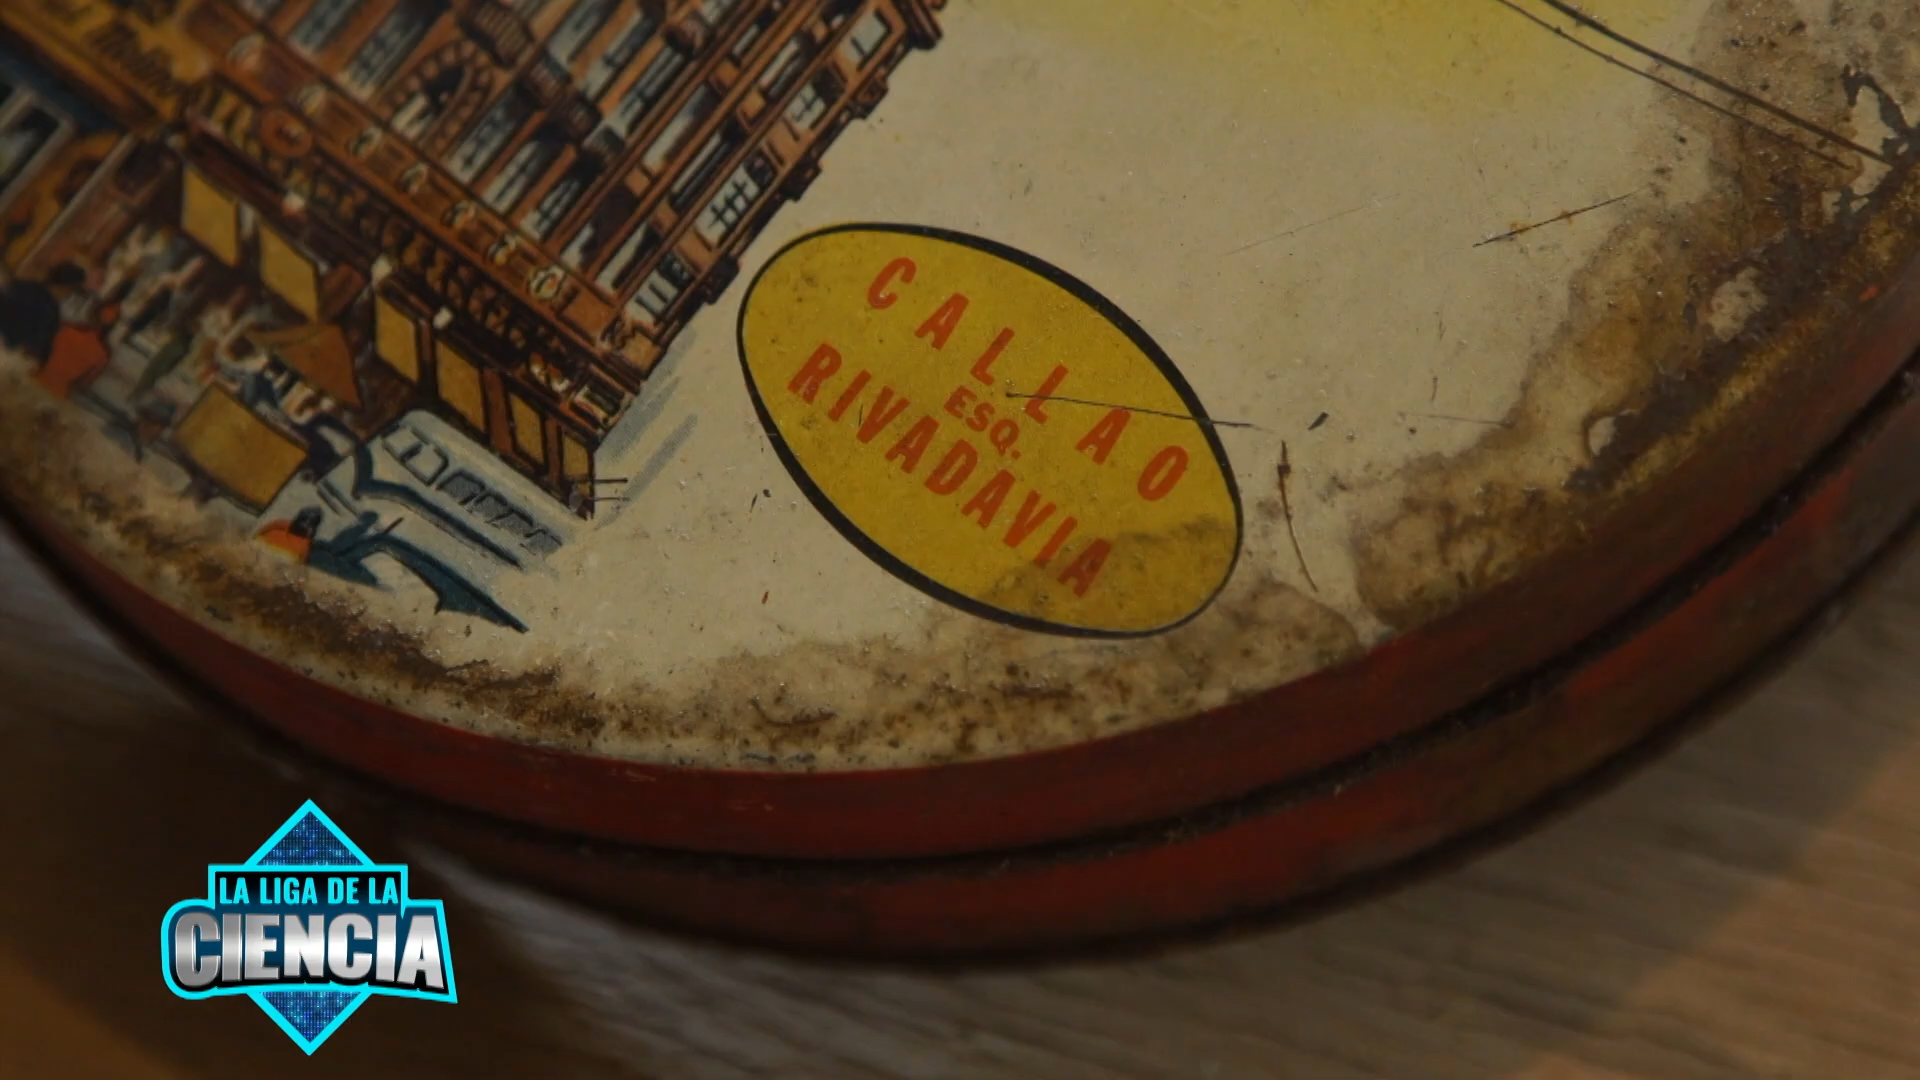 CALLAO
ESQ.
RIVADAVIA
LA LIGA DE LA
CIENCIA